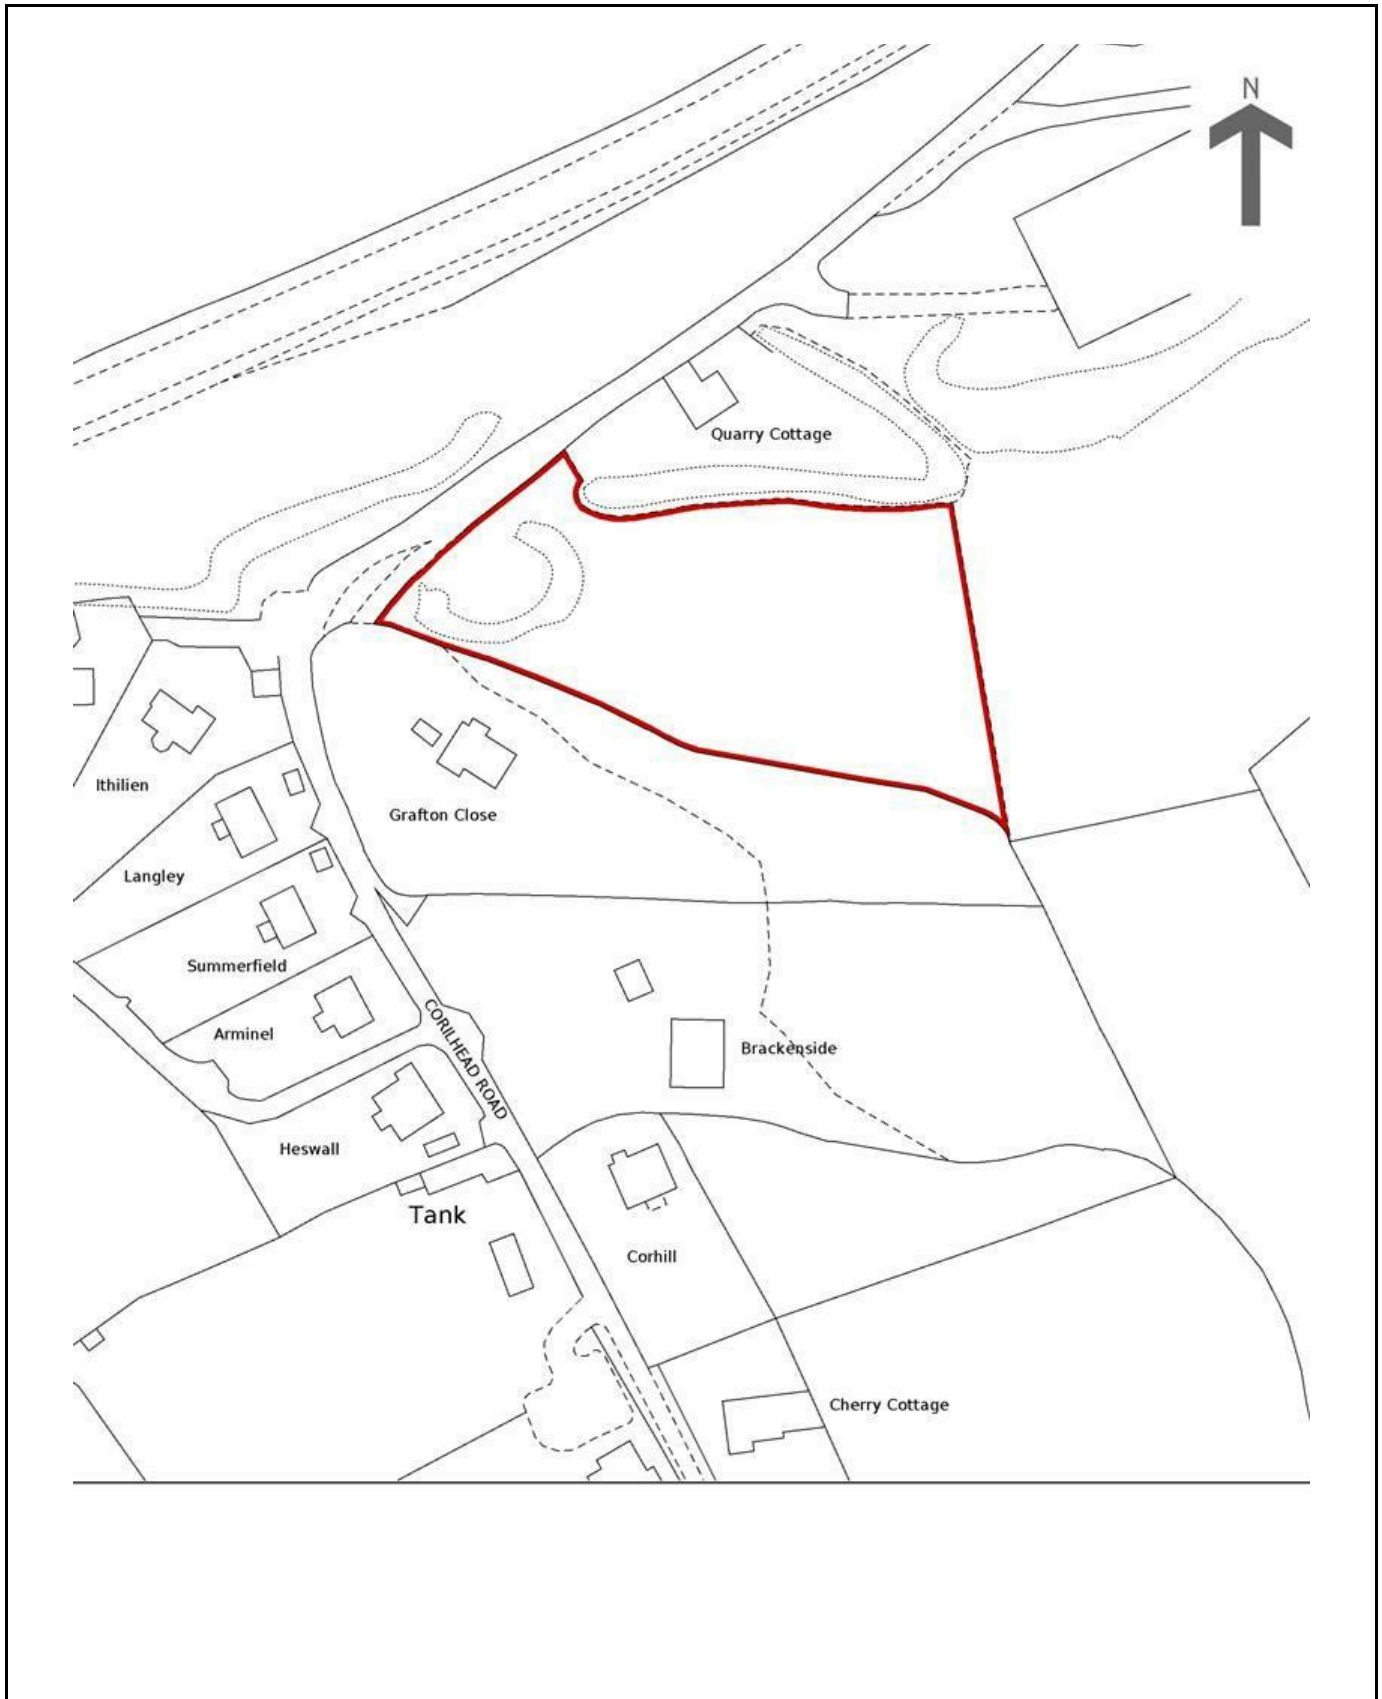 N
Quarry Cottage
Ithilien
Grafton Close
Langley
Summerfield
Arminel
CORILHEAD ROAD
Brackenside
Heswall
Tank
Corhill
Cherry Cottage